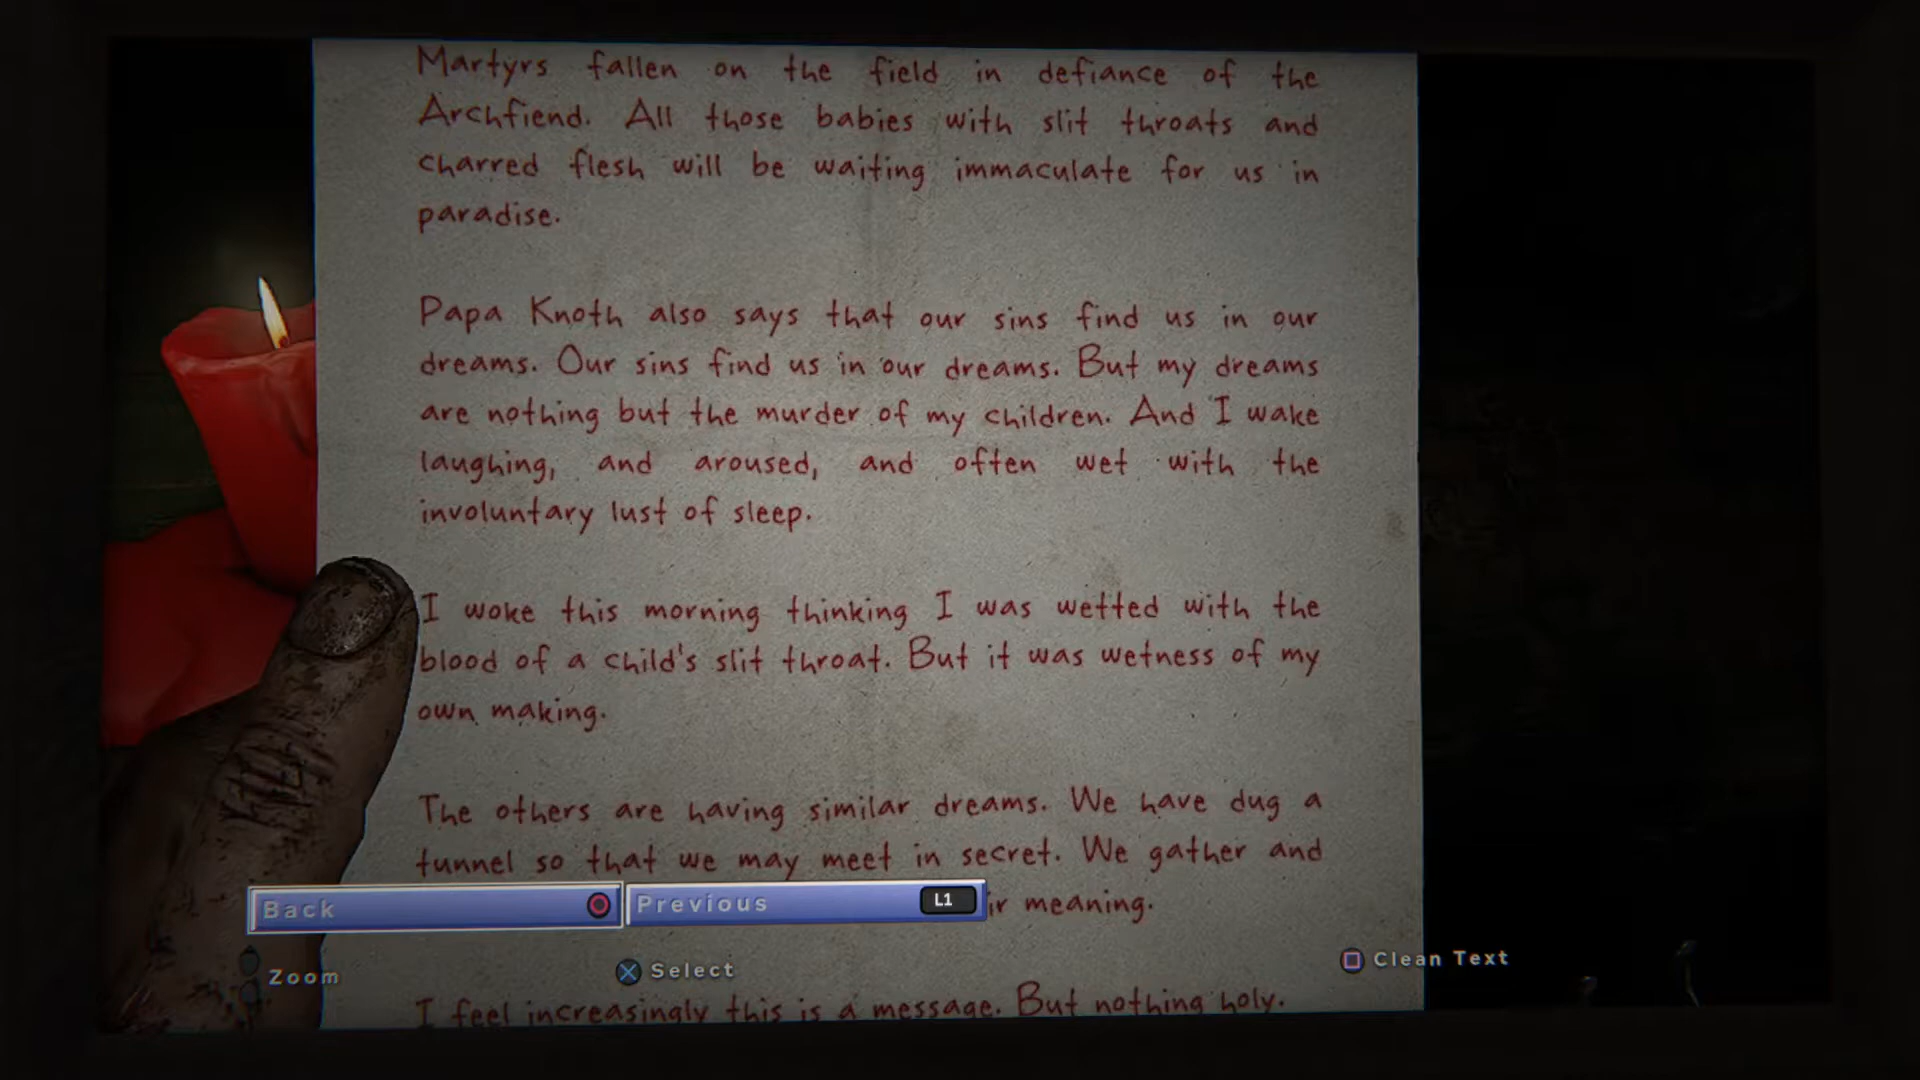 Martyrs fallen on the field in defiance of the
Archfiend. All those babies with slit throats and
charred flesh will be waiting immaculate for us in
paradise.
Papa Knoth also says that our sins find us in our
dreams. Our sins find us in our dreams. But my dreams
are nothing but the murder of my children. And I wake
laughing, and aroused, and often wet with the
involuntary lust of sleep.
I woke this morning thinking I was wetted with the
blood of a child's slit throat. But it was wetness of my
own making.
The others are having similar dreams. We have dug a
tunnel so that we may meet in secret. We gather and
meaning.
Back
Previous L1
I feel increasingly this is a message. But nothing holy.
Zoom
Select
Clean Text